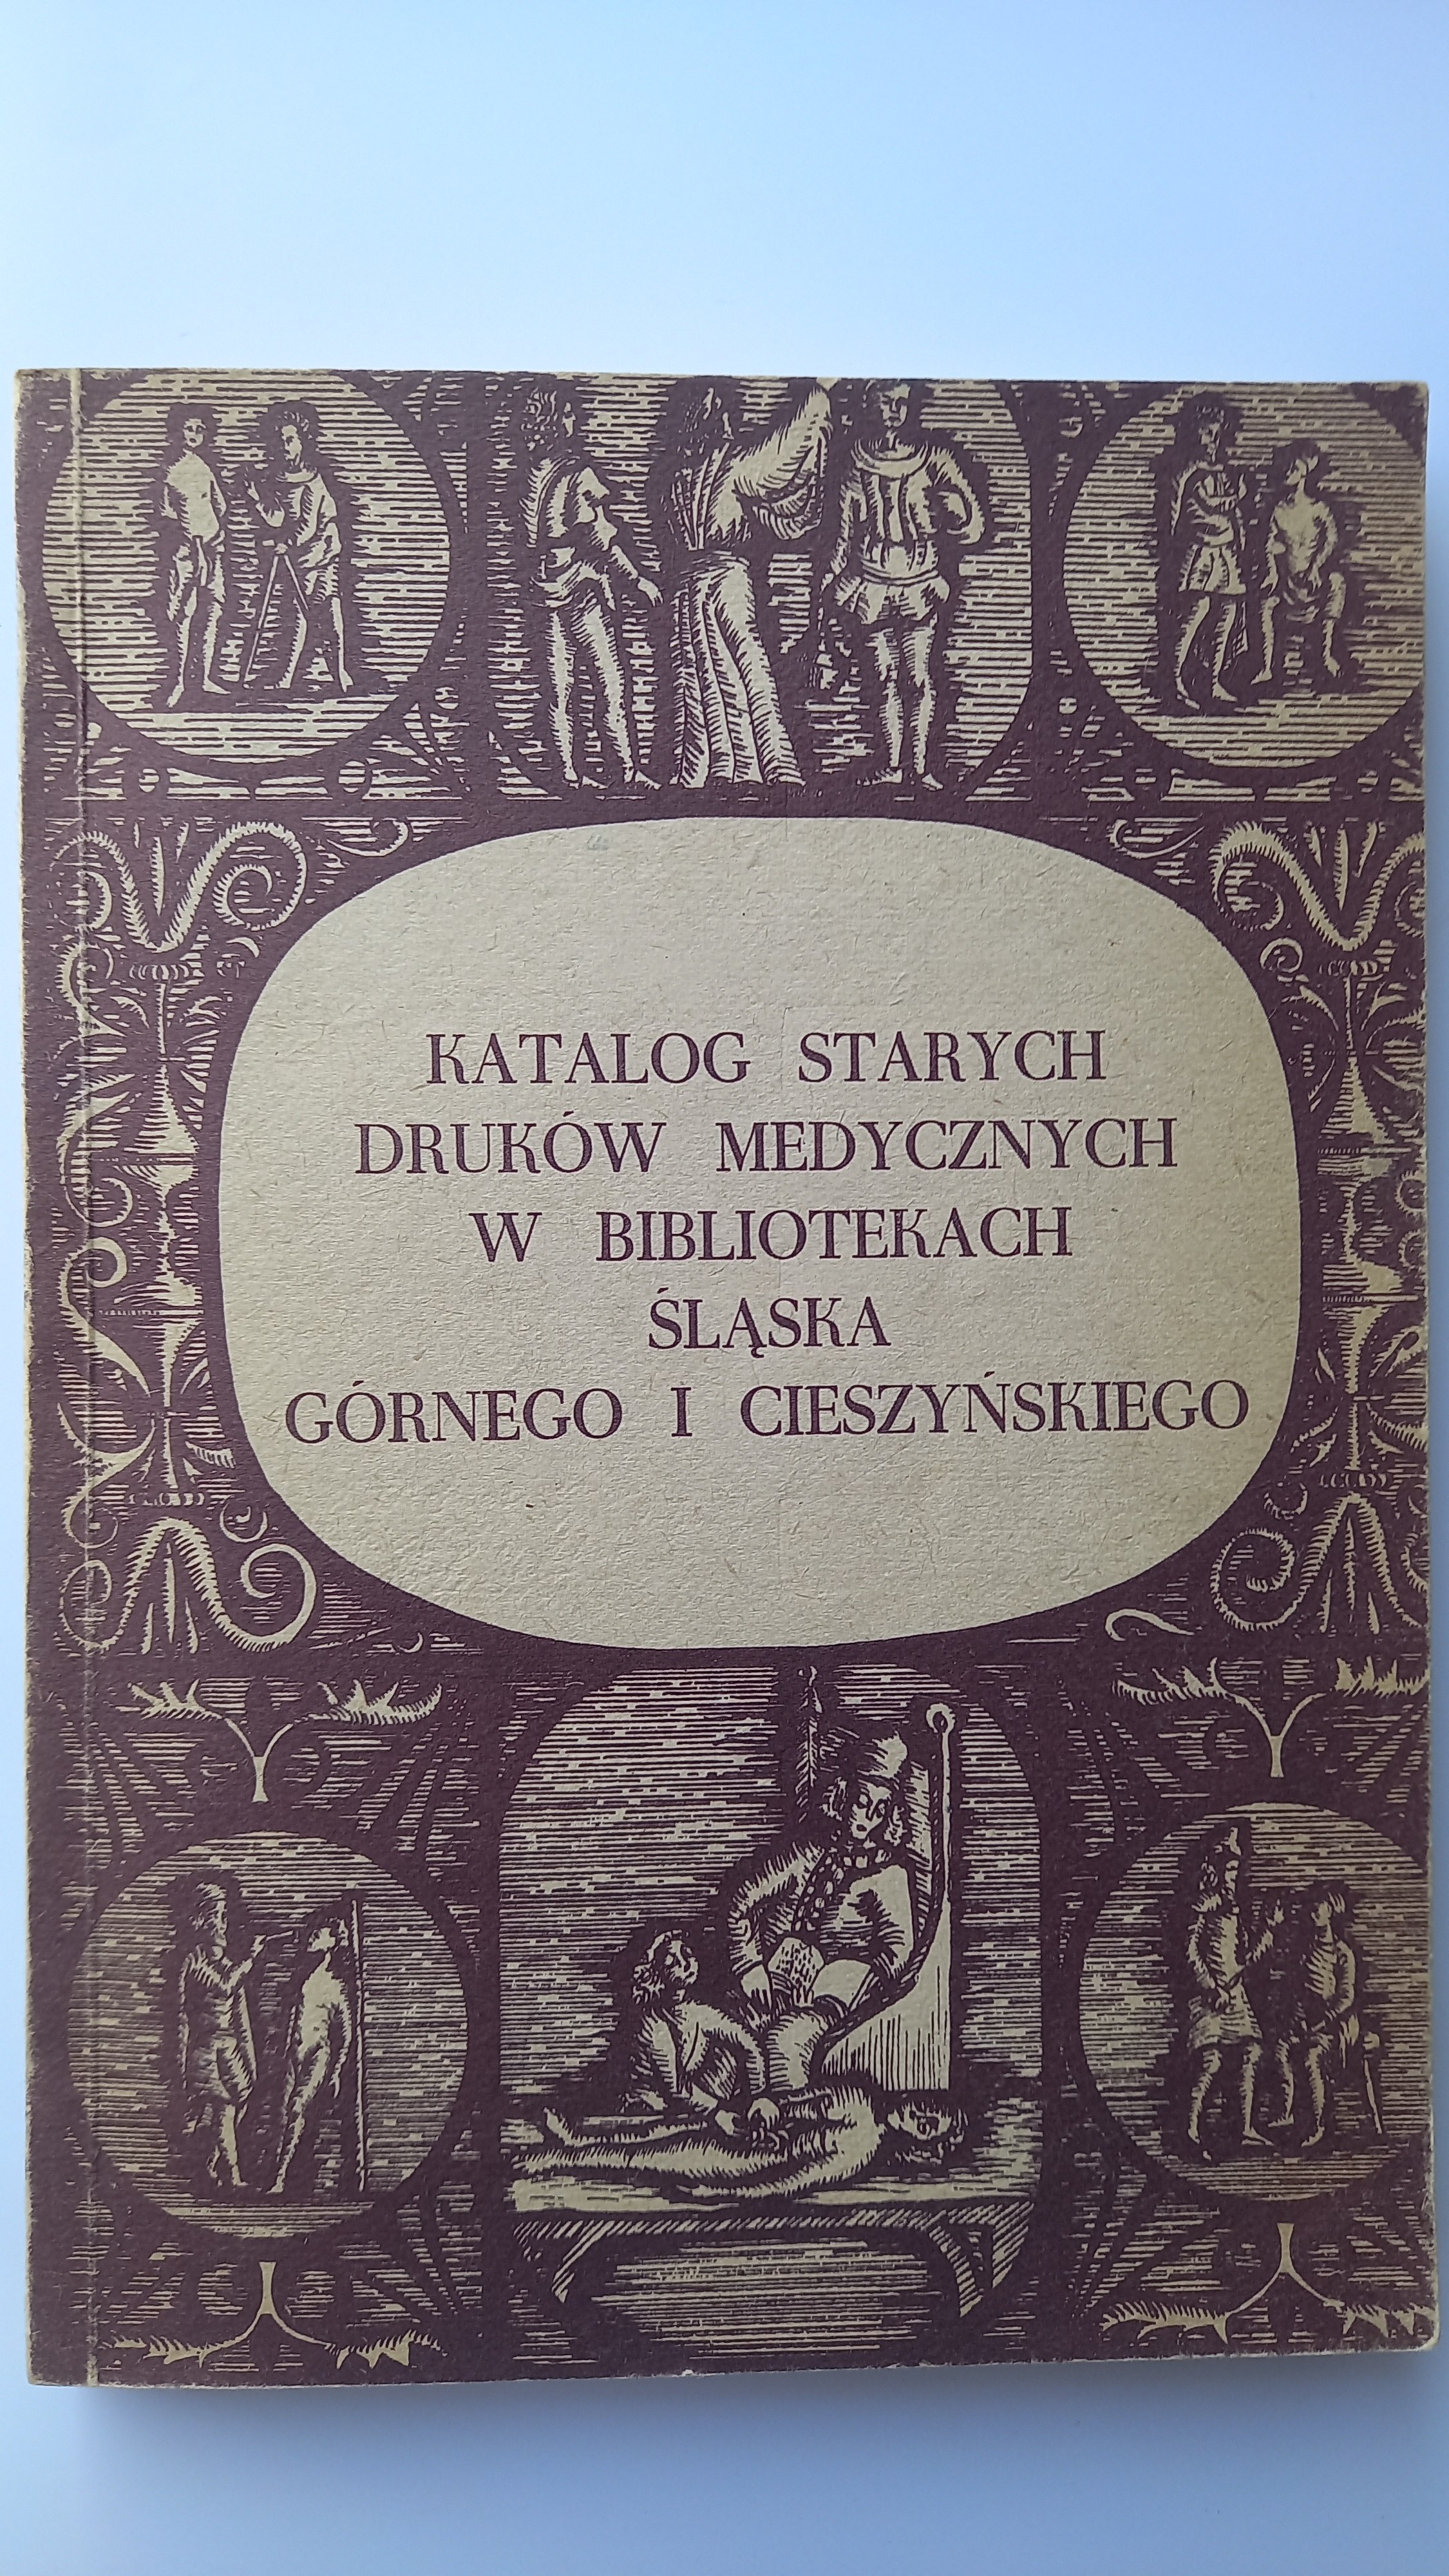 KATALOG STARYCH
DRUKÓW MEDYCZNYCH
W BIBLIOTEKACH
ŚLĄSKA
GÓRNEGO I CIESZYŃSKIEGO